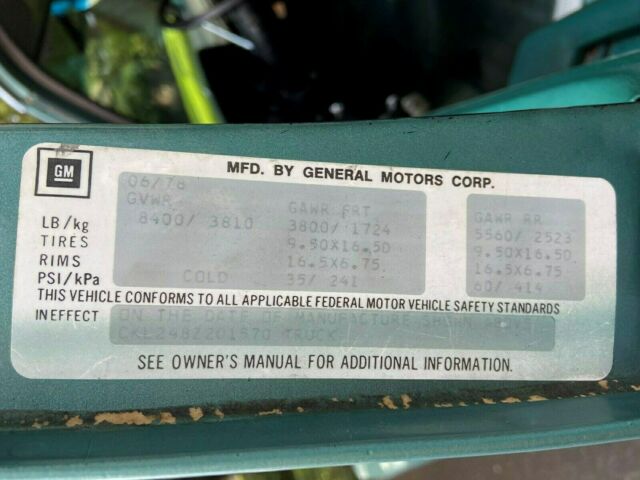 GM
MFD. BY GENERAL MOTORS CORP.
06/78
GVWR GAWR FRT GAWR RR
LB/kg 8400/ 3810 3800/ 1724 5560/ 2523
TIRES 9.50X16.5D 9.50X16.5D
RIMS 16.5X6.75 16.5X6.75
PSI/kPa COLD 35/ 241 60/ 414
THIS VEHICLE CONFORMS TO ALL APPLICABLE FEDERAL MOTOR VEHICLE SAFETY STANDARDS
IN EFFECT ON THE DATE OF MANUFACTURE SHOWN ABOVE
CKL248Z201570 TRUCK
SEE OWNER'S MANUAL FOR ADDITIONAL INFORMATION.